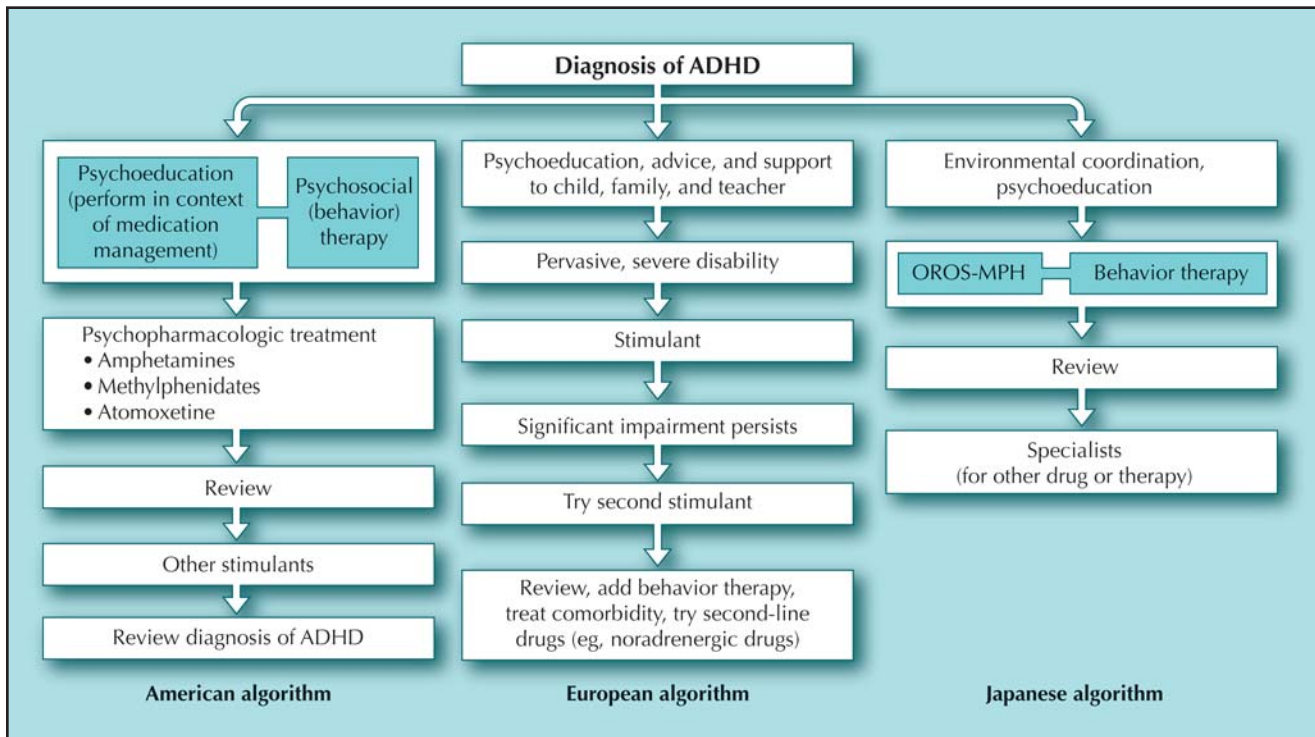 Diagnosis of ADHD
Psychoeducation
(perform in context
of medication
management)
Psychosocial
(behavior)
therapy
Psychopharmacologic treatment
• Amphetamines
• Methylphenidates
• Atomoxetine
Review
Other stimulants
Review diagnosis of ADHD
American algorithm
Psychoeducation, advice, and support
to child, family, and teacher
Pervasive, severe disability
Stimulant
Significant impairment persists
Try second stimulant
Review, add behavior therapy,
treat comorbidity, try second-line
drugs (eg, noradrenergic drugs)
European algorithm
Environmental coordination,
psychoeducation
OROS-MPH
Behavior therapy
Review
Specialists
(for other drug or therapy)
Japanese algorithm